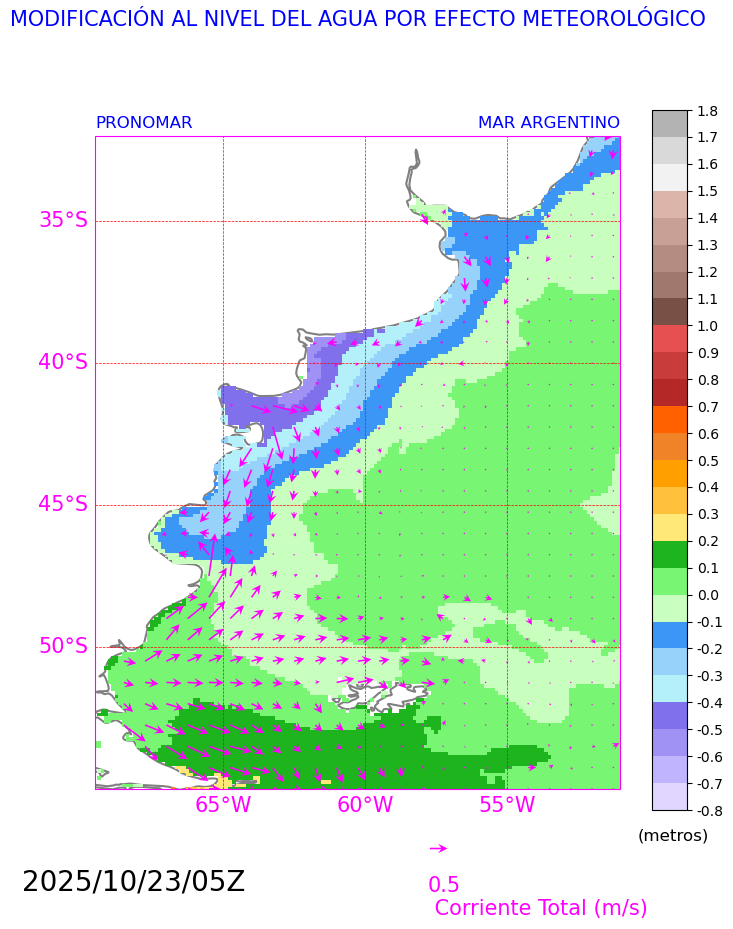 MODIFICACIÓN AL NIVEL DEL AGUA POR EFECTO METEOROLÓGICO
PRONOMAR
MAR ARGENTINO
35°S
40°S
45°S
50°S
65°W
60°W
55°W
1.8
1.7
1.6
1.5
1.4
1.3
1.2
1.1
1.0
0.9
0.8
0.7
0.6
0.5
0.4
0.3
0.2
0.1
0.0
-0.1
-0.2
-0.3
-0.4
-0.5
-0.6
-0.7
-0.8
(metros)
2025/10/23/05Z
0.5
Corriente Total (m/s)